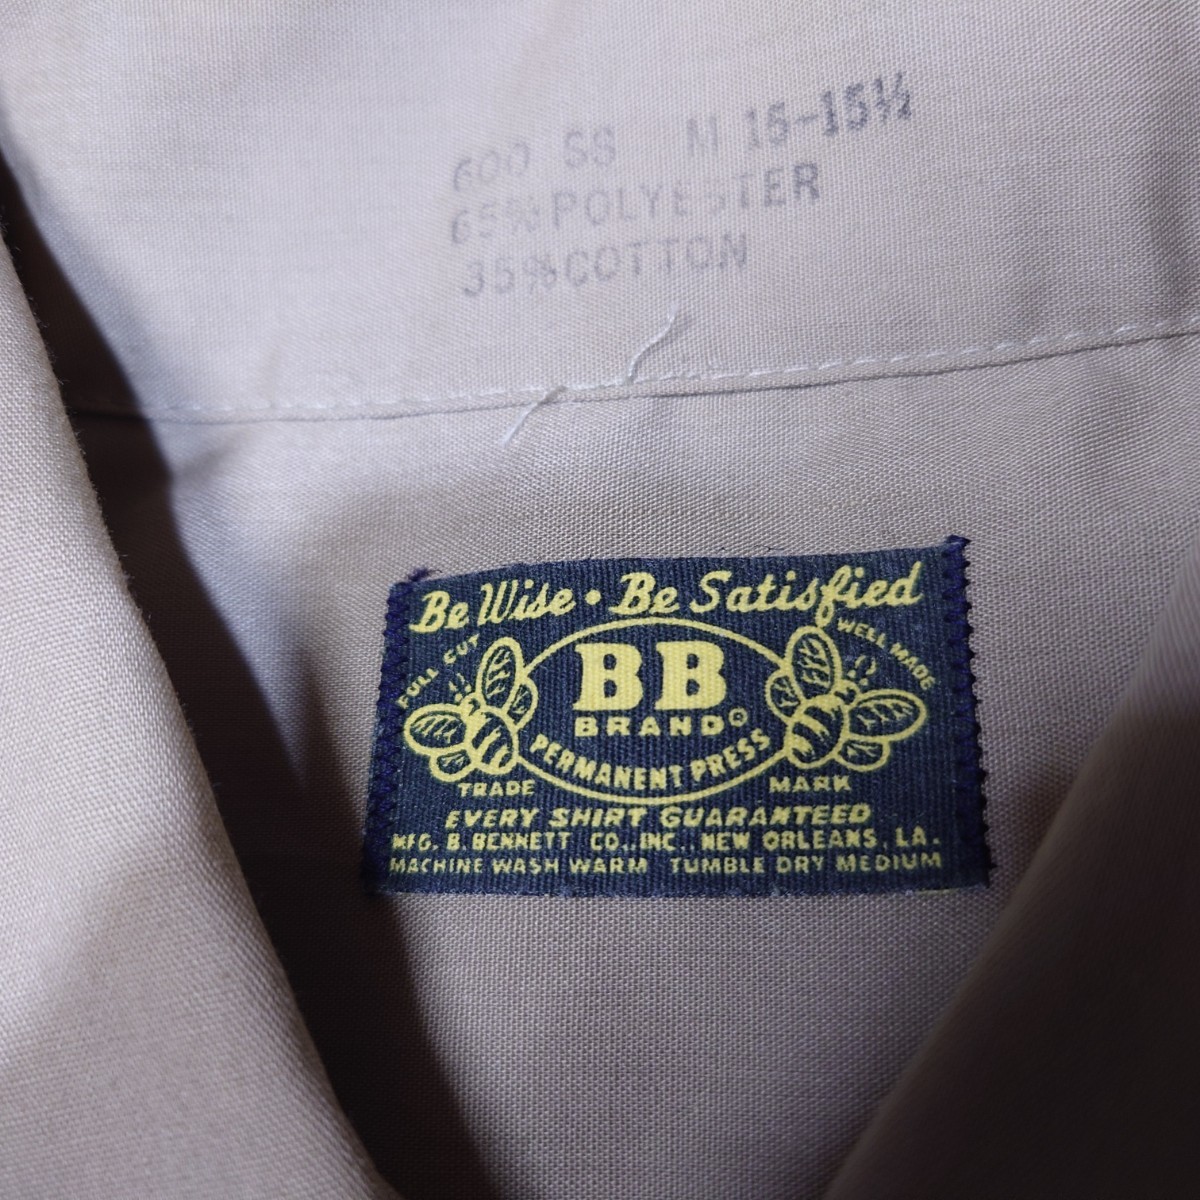 600 SS M 15-15½
65% POLYESTER
35% COTTON
Be Wise • Be Satisfied
FULL CUT
WELL MADE
BB
BRAND®
PERMANENT PRESS
TRADE MARK
EVERY SHIRT GUARANTEED
MFG. B. BENNETT CO., INC., NEW ORLEANS, LA.
MACHINE WASH WARM TUMBLE DRY MEDIUM